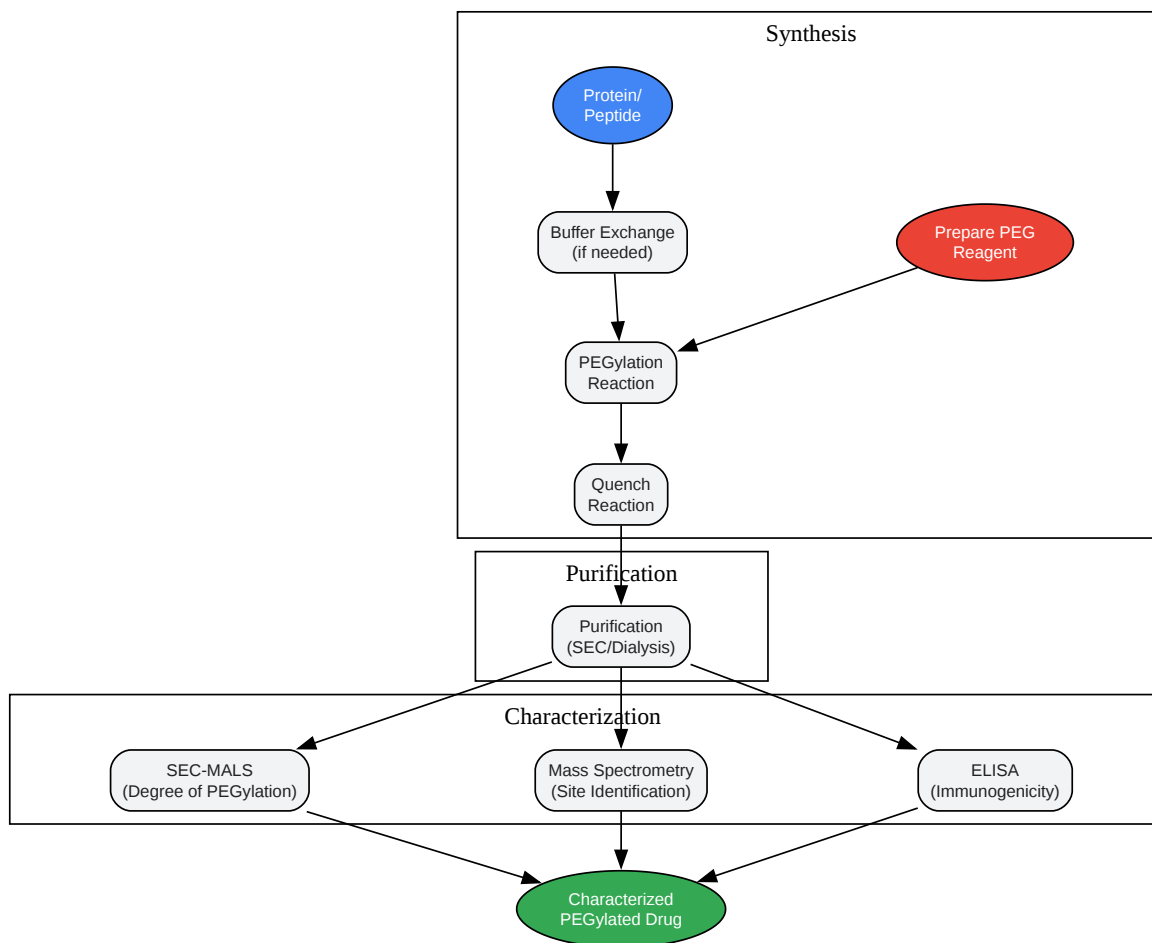 Synthesis
Protein/
Peptide
Buffer Exchange
(if needed)
Prepare PEG
Reagent
PEGylation
Reaction
Quench
Reaction
Purification
Purification
(SEC/Dialysis)
Characterization
SEC-MALS
(Degree of PEGylation)
Mass Spectrometry
(Site Identification)
ELISA
(Immunogenicity)
Characterized
PEGylated Drug